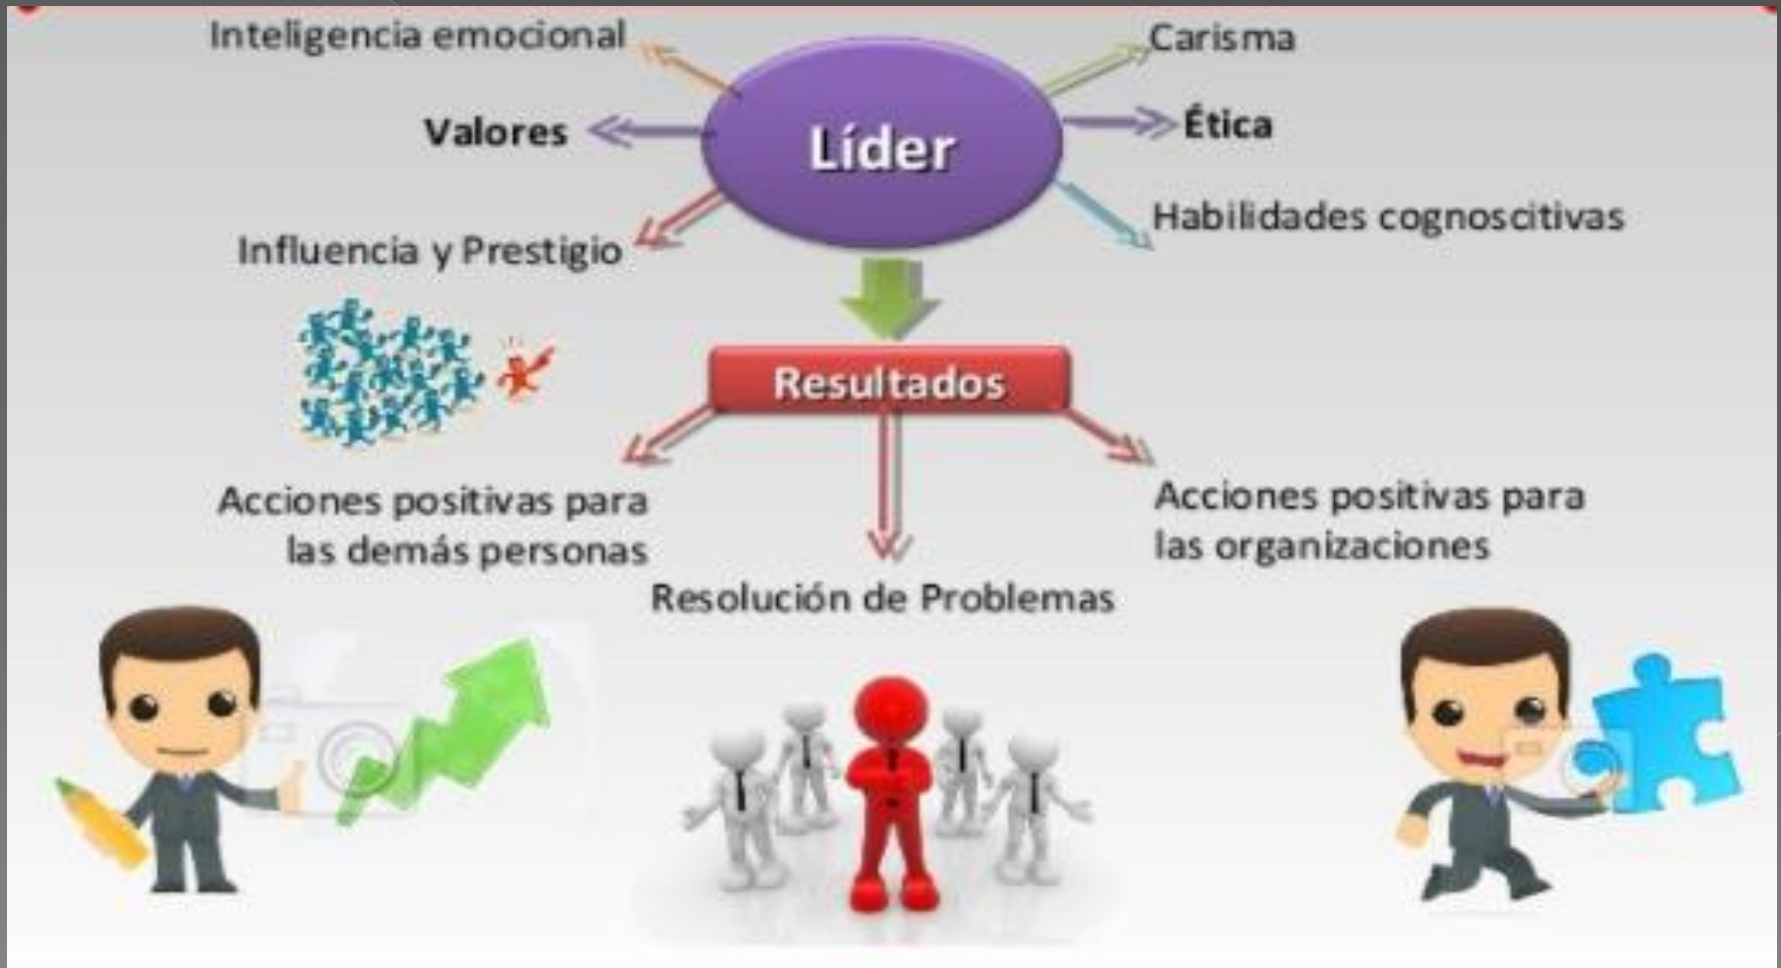 Inteligencia emocional
Carisma
Valores
Líder
Ética
Influencia y Prestigio
Habilidades cognoscitivas
Resultados
Acciones positivas para
las demás personas
Resolución de Problemas
Acciones positivas para
las organizaciones